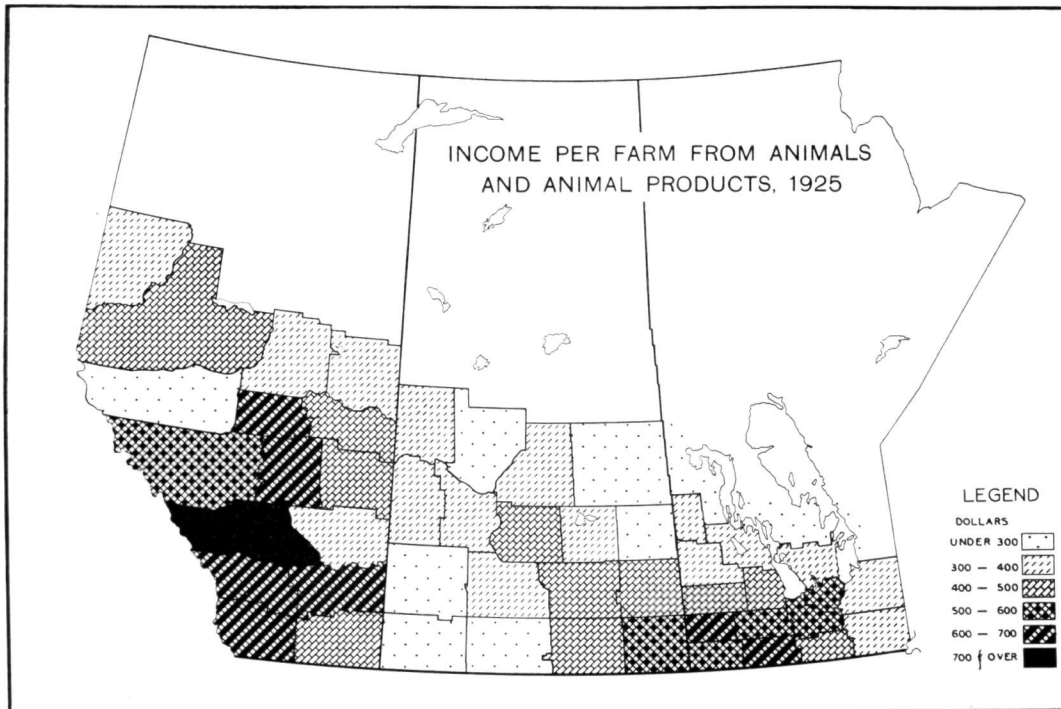 INCOME PER FARM FROM ANIMALS
AND ANIMAL PRODUCTS, 1925
LEGEND
DOLLARS
UNDER 300
300 — 400
400 — 500
500 — 600
600 — 700
700 & OVER